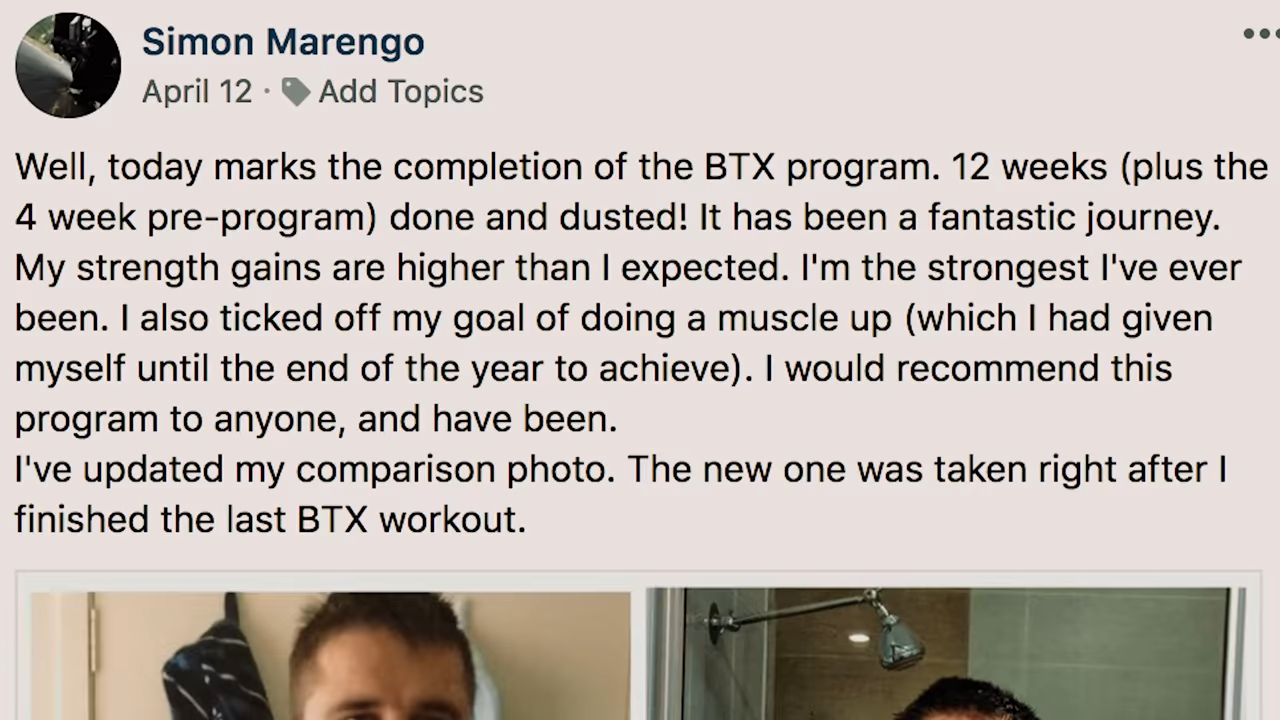 Simon Marengo
April 12 · Add Topics
Well, today marks the completion of the BTX program. 12 weeks (plus the
4 week pre-program) done and dusted! It has been a fantastic journey.
My strength gains are higher than I expected. I'm the strongest I've ever
been. I also ticked off my goal of doing a muscle up (which I had given
myself until the end of the year to achieve). I would recommend this
program to anyone, and have been.
I've updated my comparison photo. The new one was taken right after I
finished the last BTX workout.